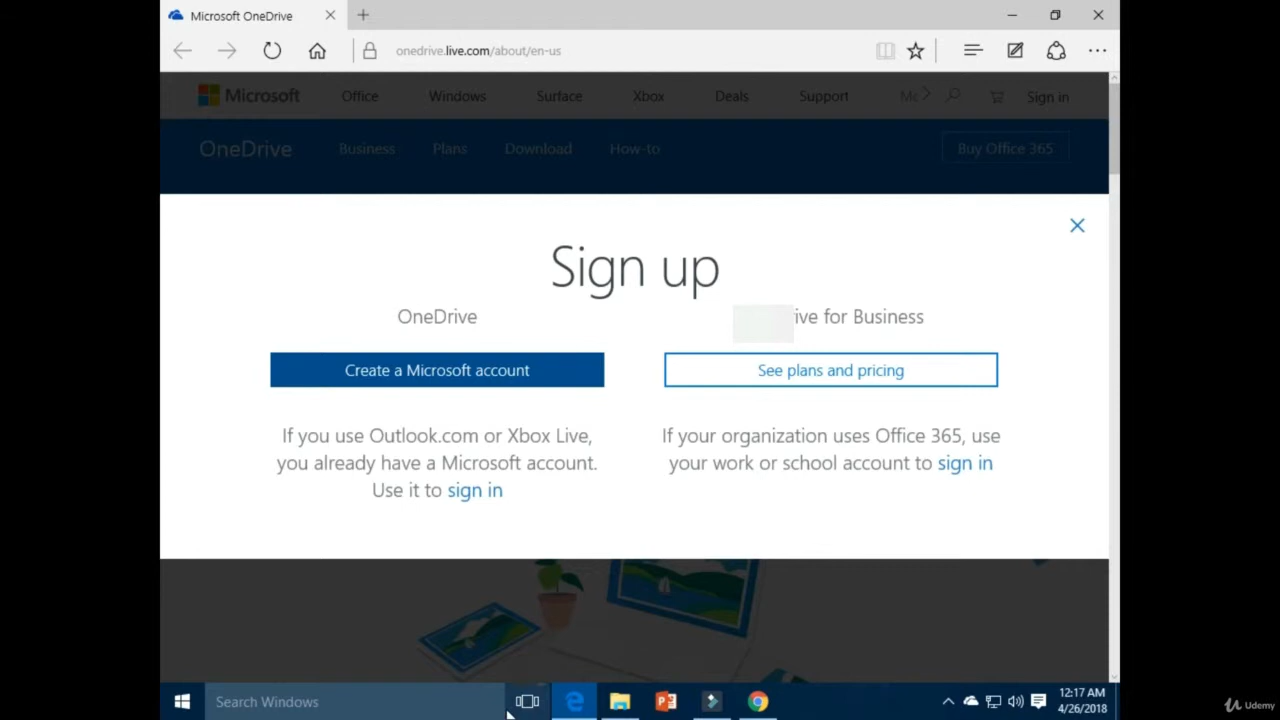 Microsoft OneDrive
onedrive.live.com/about/en-us
Microsoft Office Windows Surface Xbox Deals Support Sign in
OneDrive Business Plans Download How-to Buy Office 365
Sign up
OneDrive
ive for Business
Create a Microsoft account
See plans and pricing
If you use Outlook.com or Xbox Live,
you already have a Microsoft account.
Use it to sign in
If your organization uses Office 365, use
your work or school account to sign in
Search Windows
12:17 AM
4/26/2018
Udemy